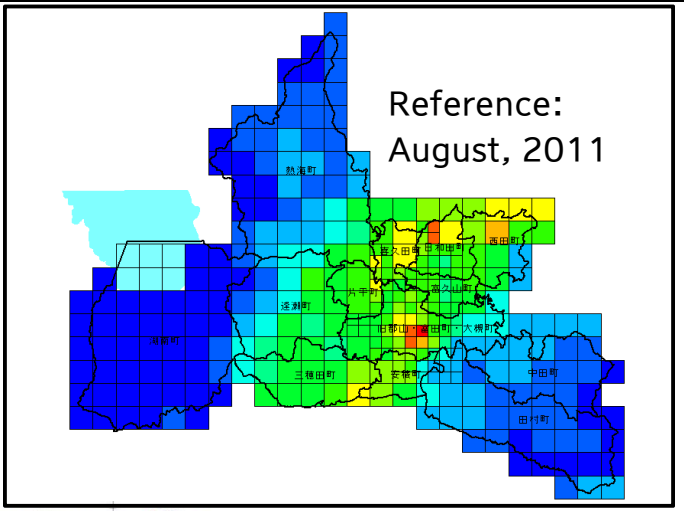 Reference:
August, 2011
熱海町
喜久田町
日和田町
西田町
片平町
富久山町
逢瀬町
旧郡山・富田町・大槻町
湖南町
三穂田町
安積町
中田町
田村町